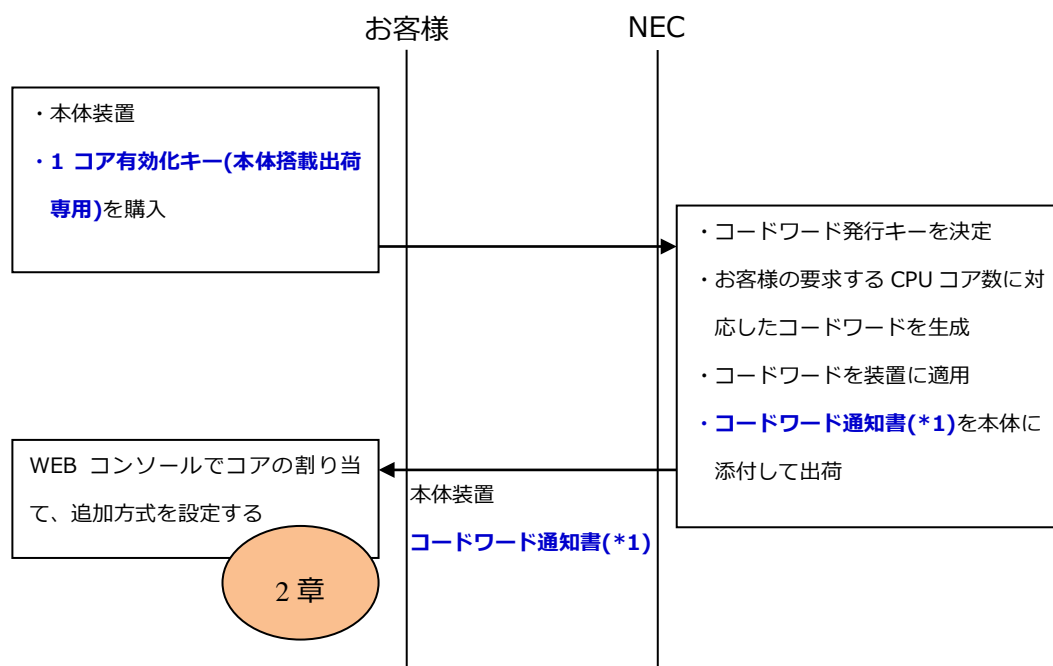 お客様
NEC
・本体装置
・1 コア有効化キー(本体搭載出荷
専用)を購入
・コードワード発行キーを決定
・お客様の要求する CPU コア数に対
応したコードワードを生成
・コードワードを装置に適用
・コードワード通知書(*1)を本体に
添付して出荷
WEB コンソールでコアの割り当
て、追加方式を設定する
本体装置
コードワード通知書(*1)
2 章